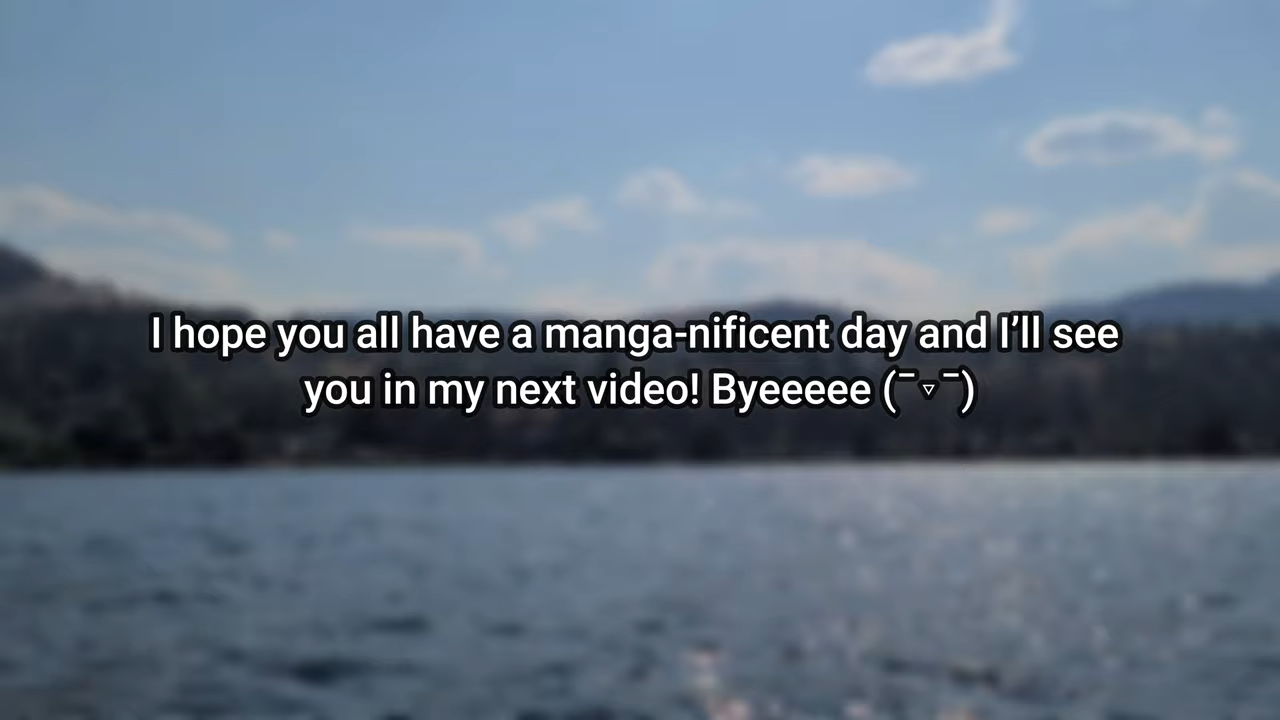 I hope you all have a manga-nificent day and I’ll see
you in my next video! Byeeeee (¯▿¯)